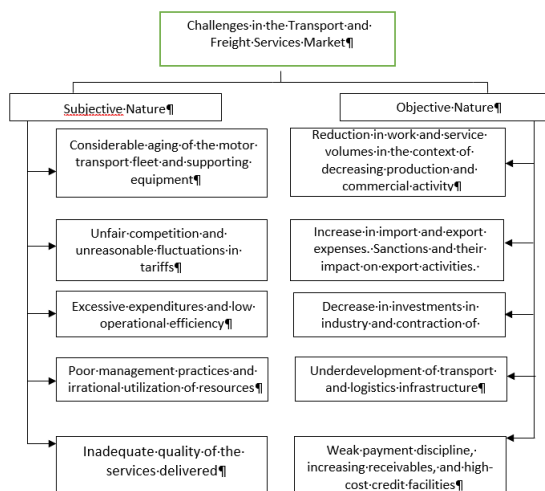 Challenges in the Transport and
Freight Services Market¶
Subjective Nature¶
Objective Nature¶
Considerable aging of the motor
transport fleet and supporting
equipment¶
Reduction in work and service
volumes in the context of
decreasing production and
commercial activity¶
Unfair competition and
unreasonable fluctuations in
tariffs¶
Increase in import and export
expenses. Sanctions and their
impact on export activities.
Excessive expenditures and low
operational efficiency¶
Decrease in investments in
industry and contraction of
Poor management practices and
irrational utilization of resources¶
Underdevelopment of transport
and logistics infrastructure¶
Inadequate quality of the
services delivered¶
Weak payment discipline,
increasing receivables, and high-
cost credit facilities¶